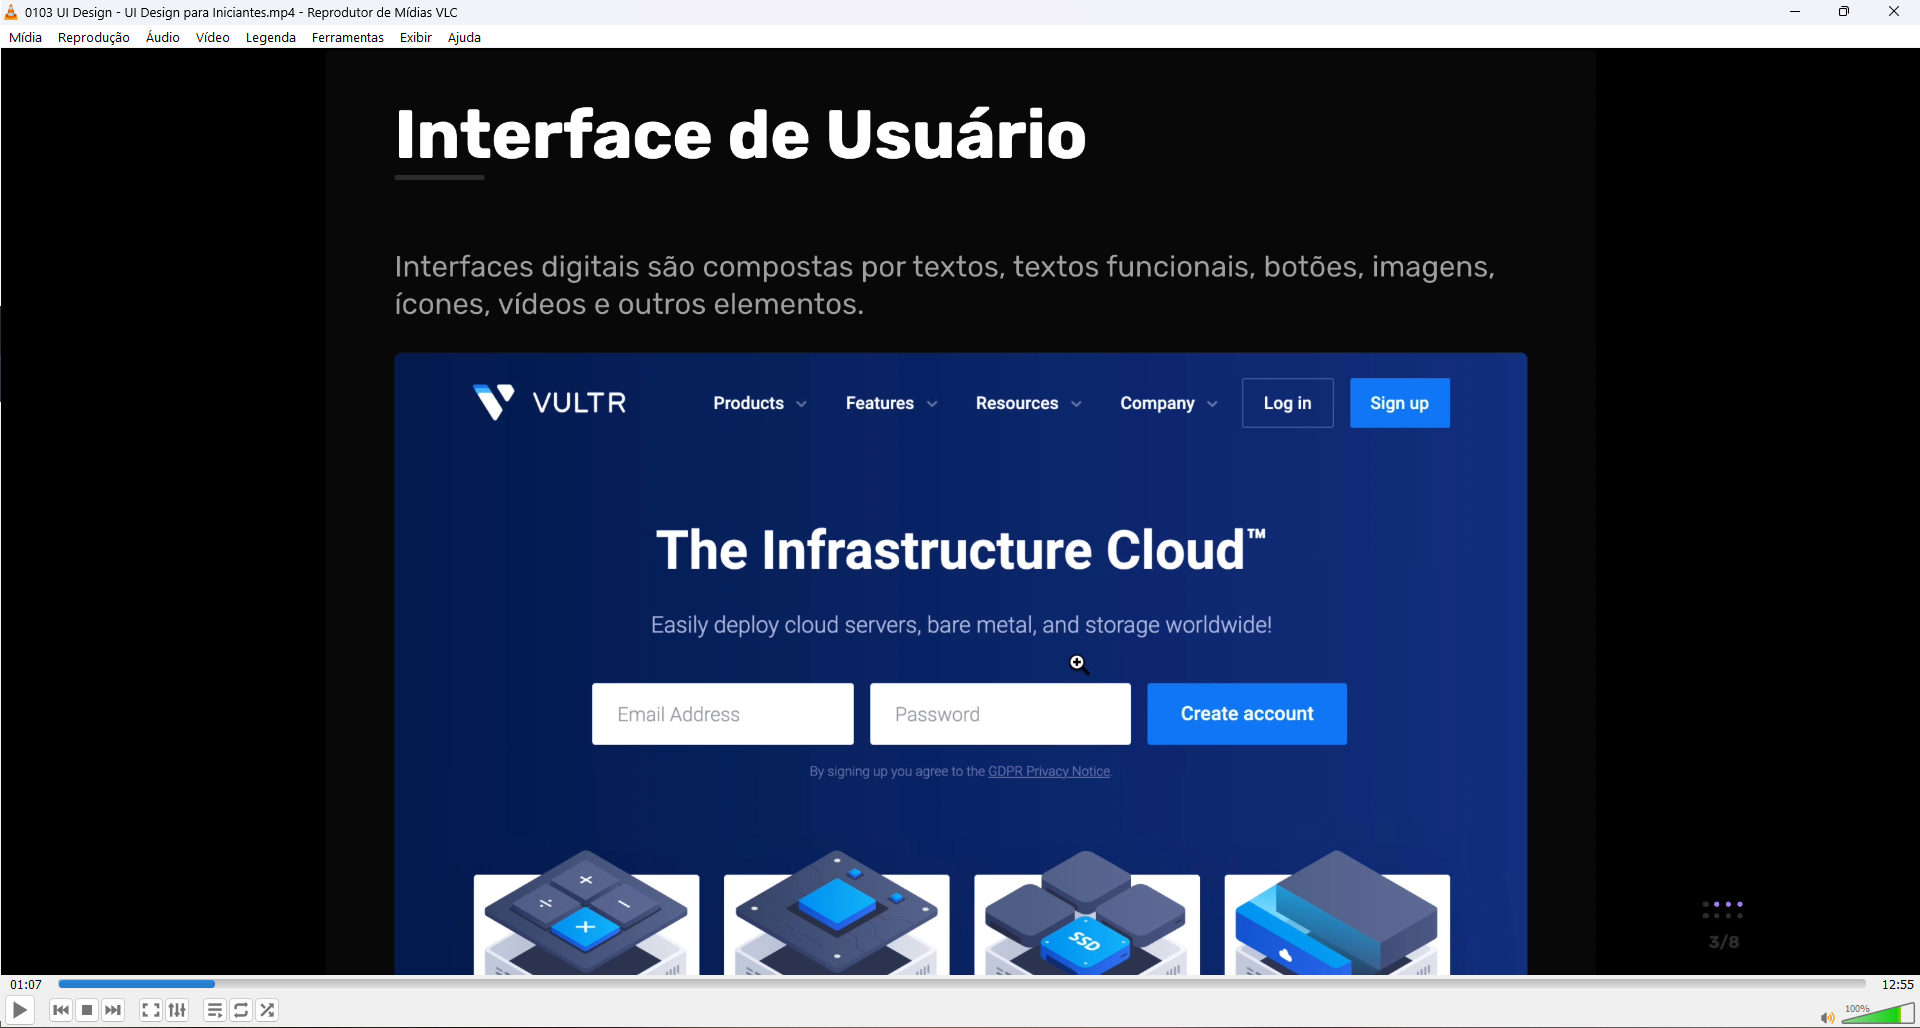 0103 UI Design - UI Design para Iniciantes.mp4 - Reprodutor de Mídias VLC
Mídia Reprodução Áudio Vídeo Legenda Ferramentas Exibir Ajuda
Interface de Usuário
Interfaces digitais são compostas por textos, textos funcionais, botões, imagens,
ícones, vídeos e outros elementos.
VULTR Products Features Resources Company Log in Sign up
The Infrastructure Cloud™
Easily deploy cloud servers, bare metal, and storage worldwide!
Email Address Password Create account
By signing up you agree to the GDPR Privacy Notice.
SSD
3/8
01:07 12:55
100%